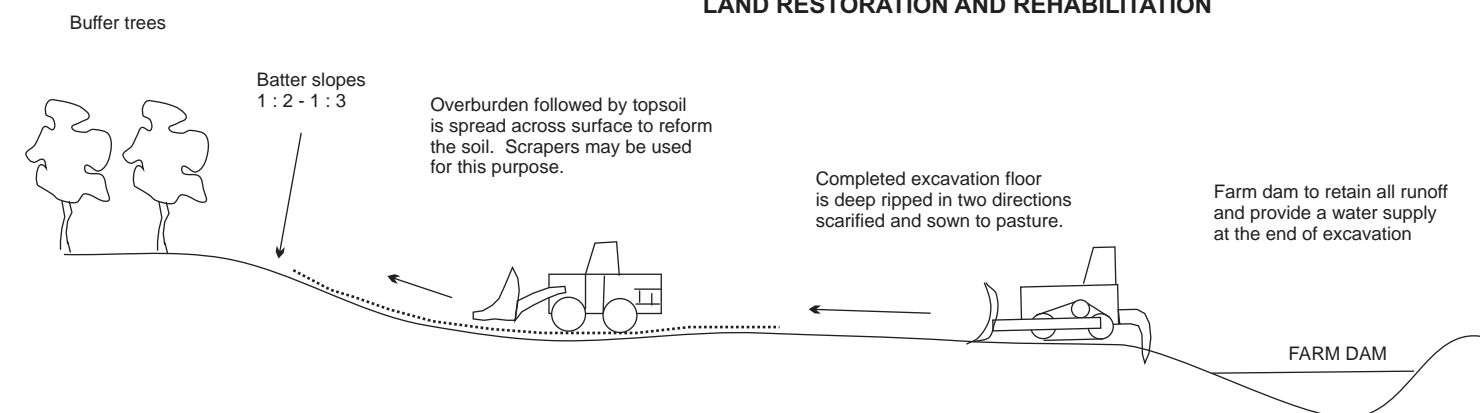 LAND RESTORATION AND REHABILITATION
Buffer trees
Batter slopes
1 : 2 - 1 : 3
Overburden followed by topsoil
is spread across surface to reform
the soil.  Scrapers may be used
for this purpose.
Completed excavation floor
is deep ripped in two directions
scarified and sown to pasture.
Farm dam to retain all runoff
and provide a water supply
at the end of excavation
FARM DAM